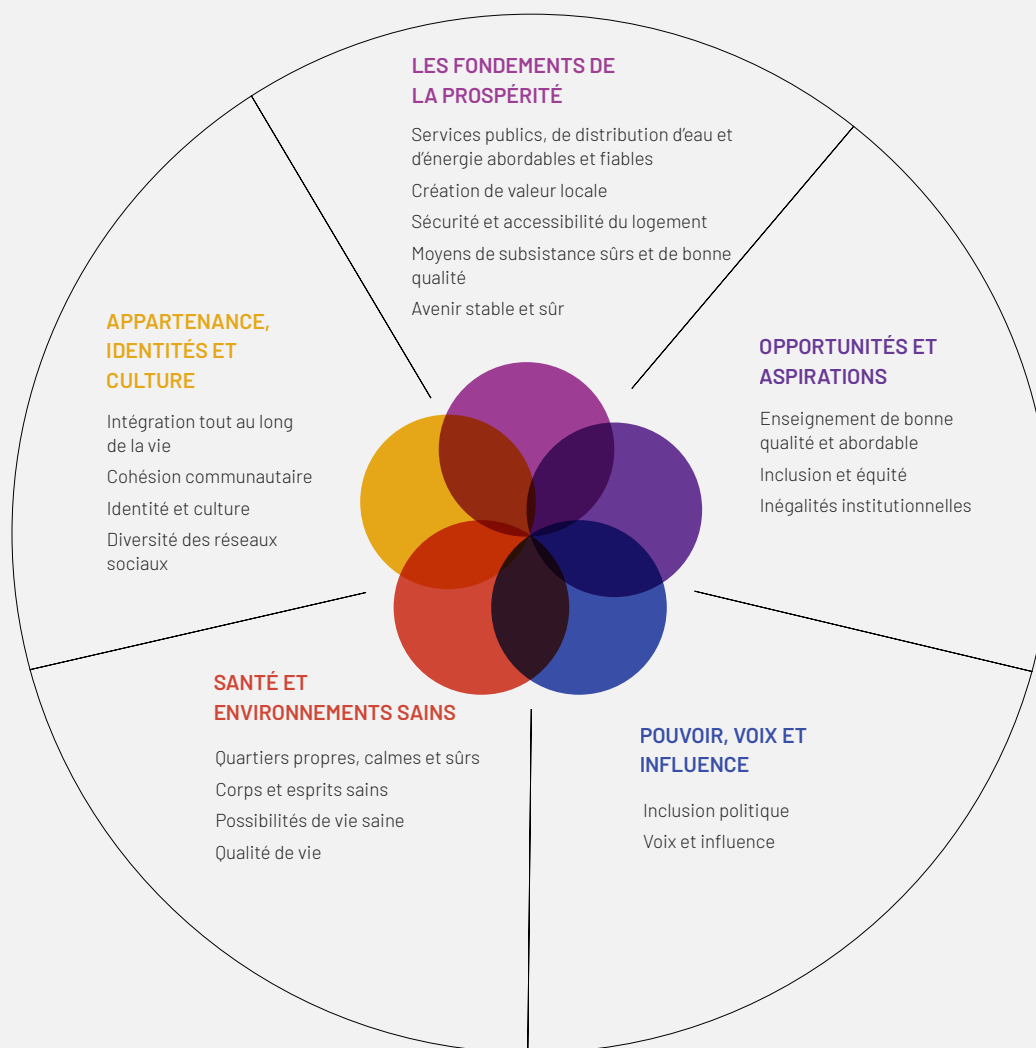 LES FONDEMENTS DE
LA PROSPÉRITÉ
Services publics, de distribution d’eau et
d’énergie abordables et fiables
Création de valeur locale
Sécurité et accessibilité du logement
Moyens de subsistance sûrs et de bonne
qualité
Avenir stable et sûr
APPARTENANCE,
IDENTITÉS ET
CULTURE
Intégration tout au long
de la vie
Cohésion communautaire
Identité et culture
Diversité des réseaux
sociaux
OPPORTUNITÉS ET
ASPIRATIONS
Enseignement de bonne
qualité et abordable
Inclusion et équité
Inégalités institutionnelles
SANTÉ ET
ENVIRONNEMENTS SAINS
Quartiers propres, calmes et sûrs
Corps et esprits sains
Possibilités de vie saine
Qualité de vie
POUVOIR, VOIX ET
INFLUENCE
Inclusion politique
Voix et influence